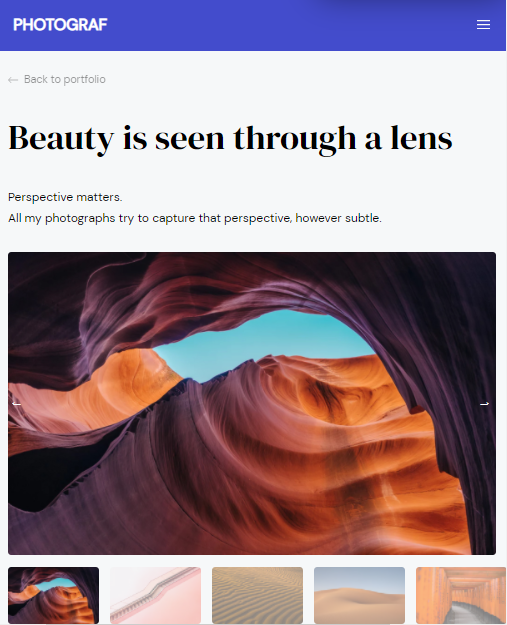 PHOTOGRAF
← Back to portfolio
Beauty is seen through a lens
Perspective matters.
All my photographs try to capture that perspective, however subtle.